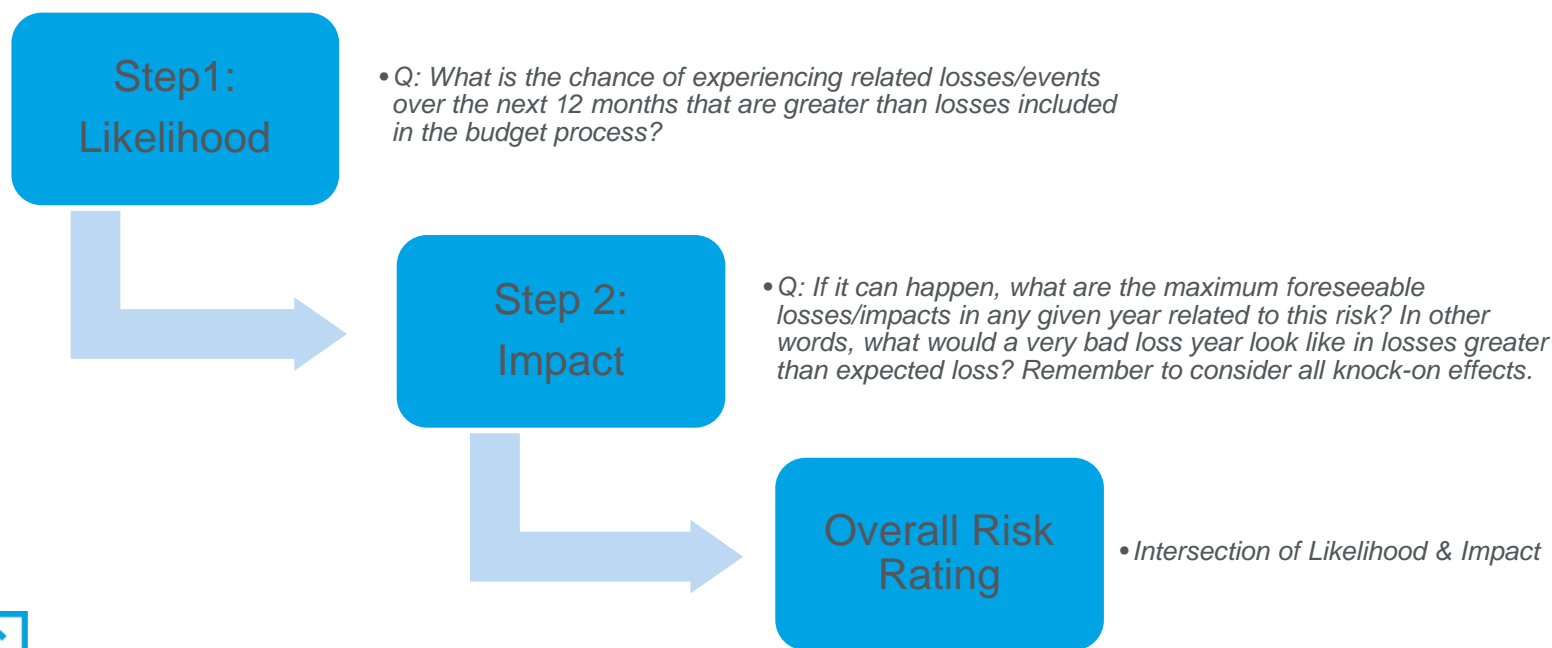 Step1:
Likelihood
•Q: What is the chance of experiencing related losses/events
over the next 12 months that are greater than losses included
in the budget process?
Step 2:
Impact
•Q: If it can happen, what are the maximum foreseeable
losses/impacts in any given year related to this risk? In other
words, what would a very bad loss year look like in losses greater
than expected loss? Remember to consider all knock-on effects.
Overall Risk
Rating
•Intersection of Likelihood & Impact